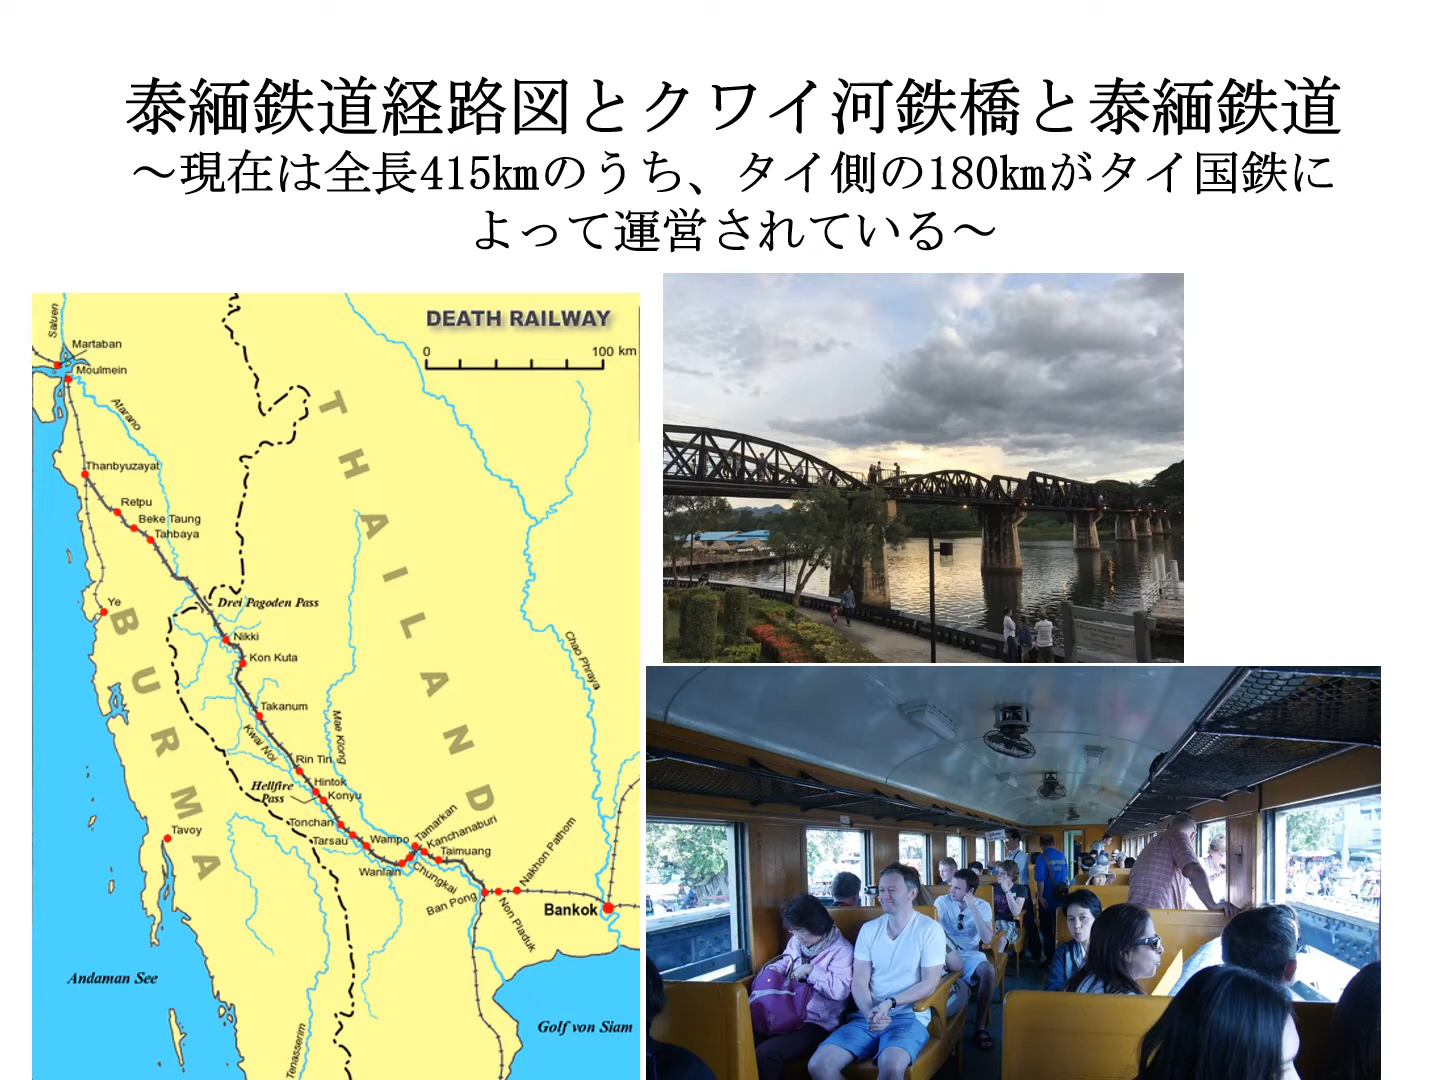 泰緬鉄道経路図とクワイ河鉄橋と泰緬鉄道
～現在は全長415㎞のうち、タイ側の180㎞がタイ国鉄に
よって運営されている～
DEATH RAILWAY
0 100 km
Saluen
Martaban
Moulmein
Atarano
THAILAND
Thanbyuzayat
Retpu
Beke Taung
Tahbaya
Ye
BURMA
Drei Pagoden Pass
Nikki
Kon Kuta
Takanum
Kwai Noi
Mae Klong
Chao Phraya
Rin Tin
Hintok
Hellfire
Pass
Konyu
Tonchan
Tarsau
Wampo
Tamarkan
Kanchanaburi
Taimuang
Nakhon Pathom
Tavoy
Wanlain
Chungkai
Ban Pong
Non Pladuk
Bankok
Andaman See
Golf von Siam
Tenasserim